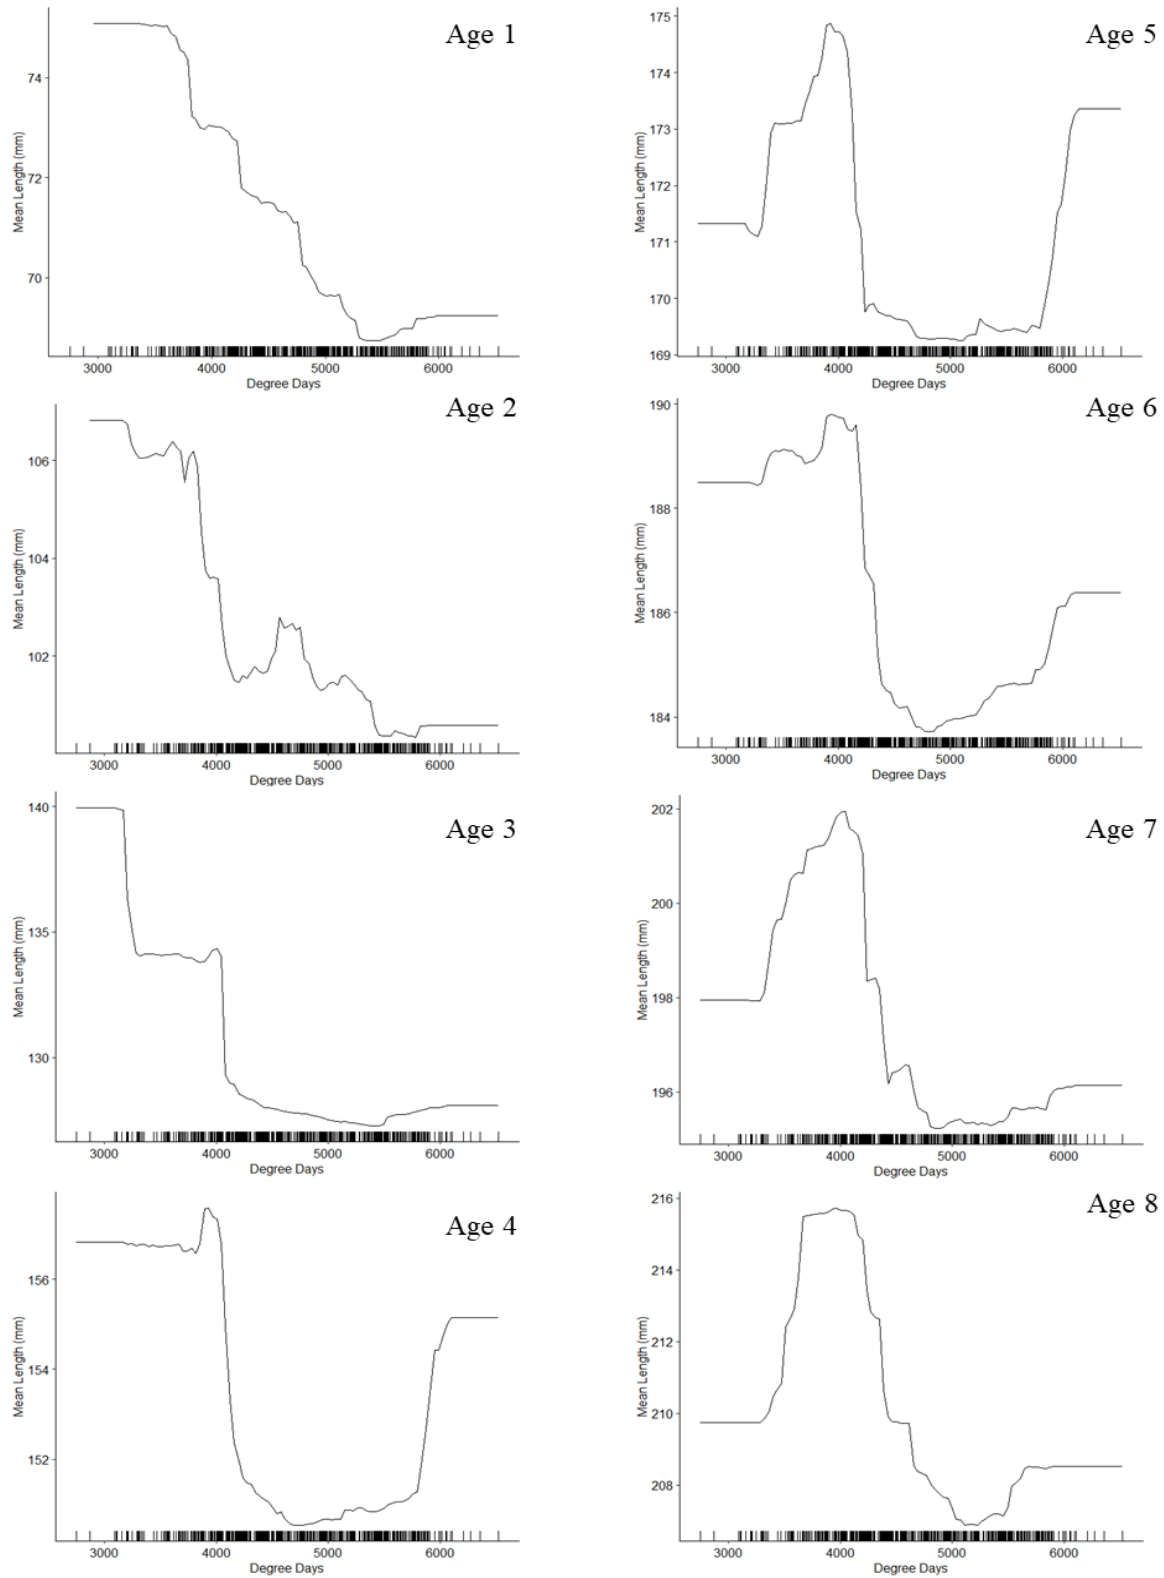 Age 1
Mean Length (mm)
74
72
70
3000 4000 5000 6000
Degree Days
Age 5
Mean Length (mm)
175
174
173
172
171
170
169
3000 4000 5000 6000
Degree Days
Age 2
Mean Length (mm)
106
104
102
3000 4000 5000 6000
Degree Days
Age 6
Mean Length (mm)
190
188
186
184
3000 4000 5000 6000
Degree Days
Age 3
Mean Length (mm)
140
135
130
3000 4000 5000 6000
Degree Days
Age 7
Mean Length (mm)
202
200
198
196
3000 4000 5000 6000
Degree Days
Age 4
Mean Length (mm)
156
154
152
3000 4000 5000 6000
Degree Days
Age 8
Mean Length (mm)
216
214
212
210
208
3000 4000 5000 6000
Degree Days